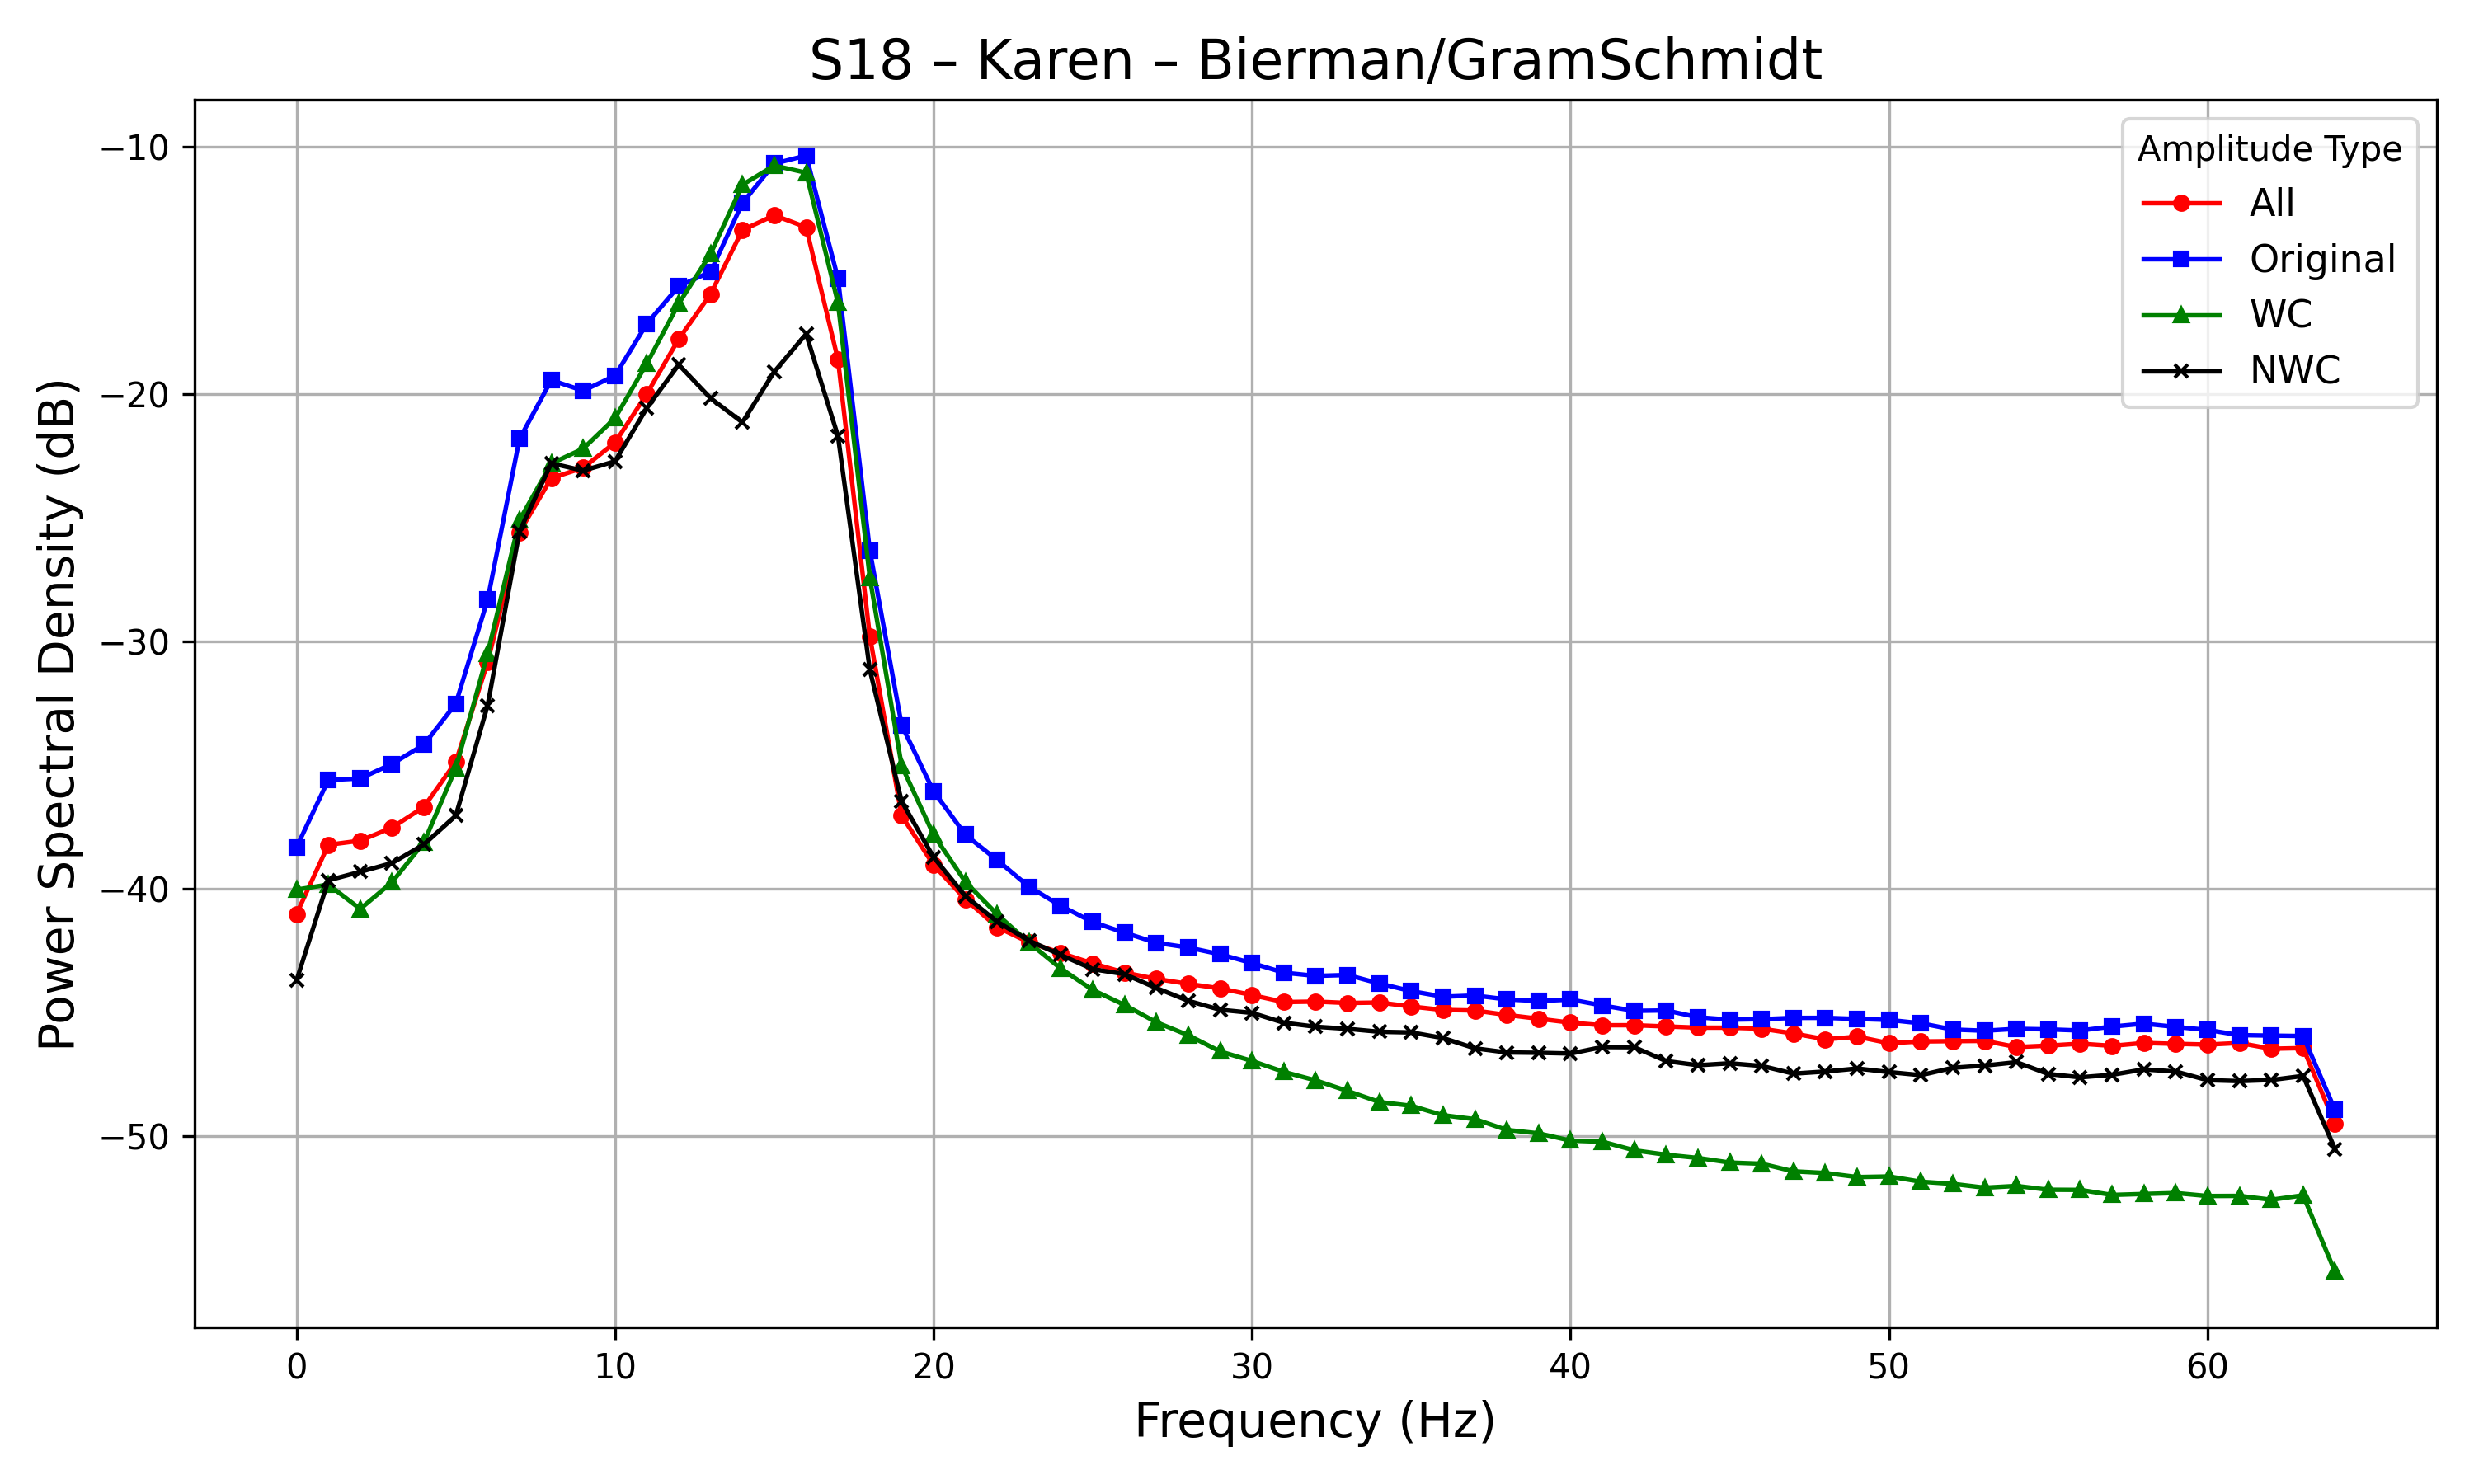 S18 – Karen – Bierman/GramSchmidt
Power Spectral Density (dB)
−10
−20
−30
−40
−50
Amplitude Type
All
Original
WC
NWC
0 10 20 30 40 50 60
Frequency (Hz)